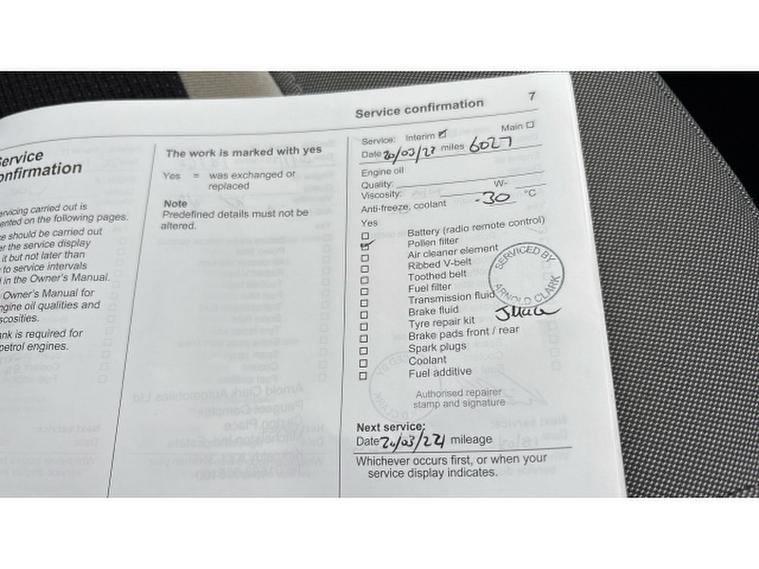 Service confirmation 7
ervice
onfirmation
ervicing carried out is
ented on the following pages.
e should be carried out
er the service display
it but not later than
to service intervals
d in the Owner's Manual.
Owner's Manual for
ngine oil qualities and
scosities.
nk is required for
petrol engines.
The work is marked with yes
Yes = was exchanged or
replaced
Note
Predefined details must not be
altered.
Service: Interim ☑ Main ☐
Date 20/03/23 miles 6027
Engine oil
Quality:
Viscosity: W-
Anti-freeze, coolant -30 °C
Yes
☐ Battery (radio remote control)
☑ Pollen filter
☐ Air cleaner element
☐ Ribbed V-belt
☐ Toothed belt
☐ Fuel filter
☐ Transmission fluid
☐ Brake fluid
☐ Tyre repair kit
☐ Brake pads front / rear
☐ Spark plugs
☐ Coolant
☐ Fuel additive
SERVICED BY
ARNOLD CLARK
Authorised repairer
stamp and signature
Next service:
Date 20/03/24 mileage
Whichever occurs first, or when your
service display indicates.